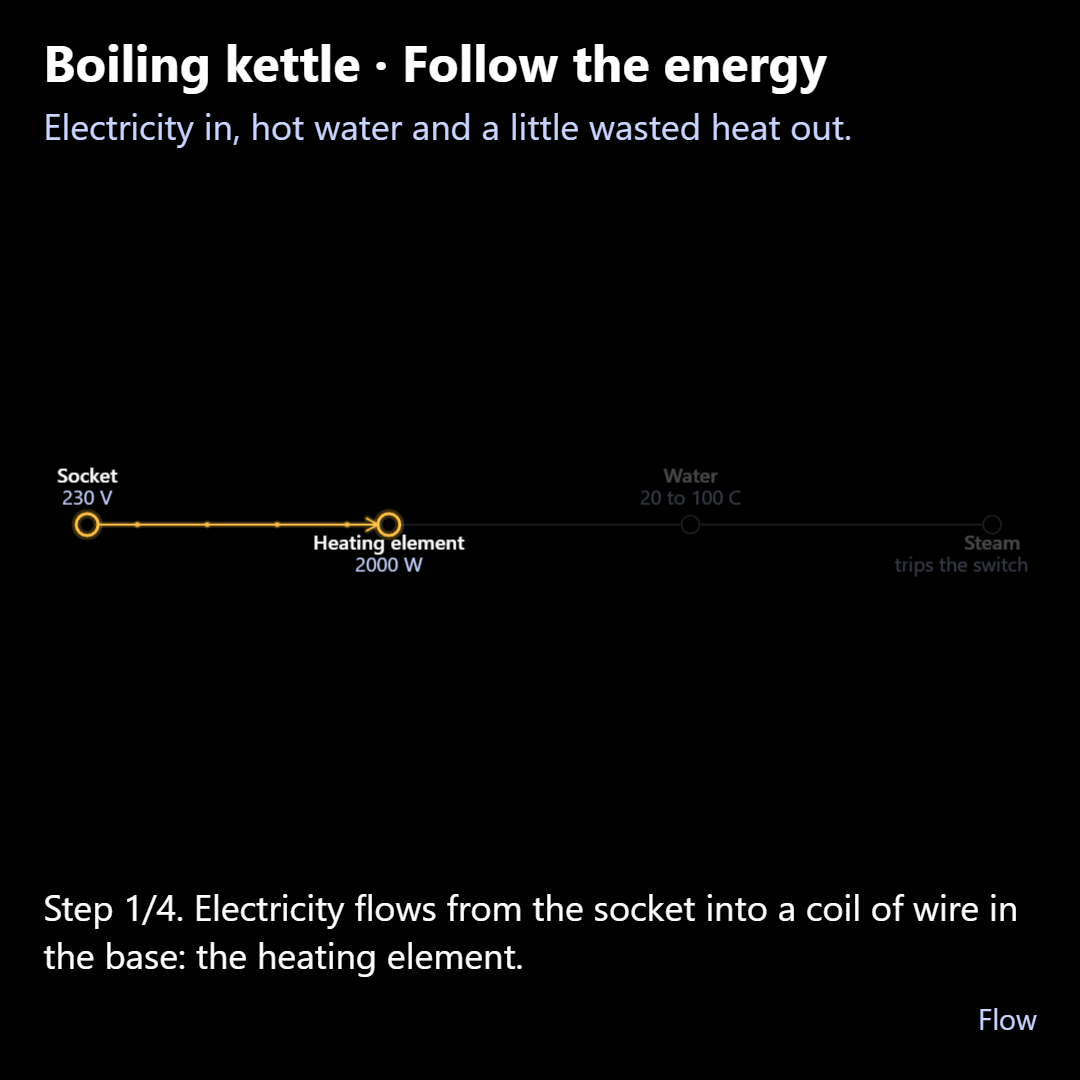 Boiling kettle · Follow the energy
Electricity in, hot water and a little wasted heat out.
Socket
230 V
Heating element
2000 W
Water
20 to 100 C
Steam
trips the switch
Step 1/4. Electricity flows from the socket into a coil of wire in
the base: the heating element.
Flow